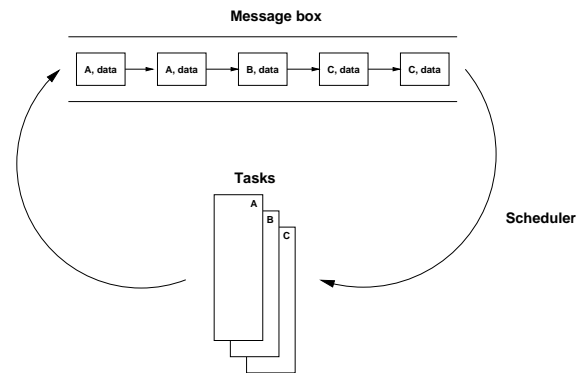 Message box
A, data
A, data
B, data
C, data
C, data
Tasks
A
B
C
Scheduler